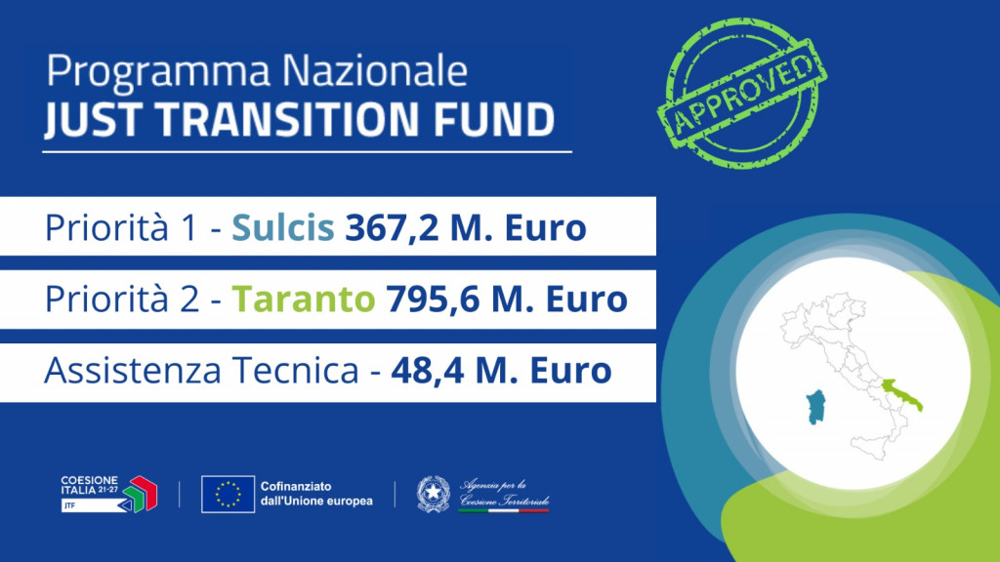 Programma Nazionale
JUST TRANSITION FUND
APPROVED
Priorità 1 - Sulcis 367,2 M. Euro
Priorità 2 - Taranto 795,6 M. Euro
Assistenza Tecnica - 48,4 M. Euro
COESIONE
ITALIA 21-27
JTF
Cofinanziato
dall'Unione europea
Agenzia per la
Coesione Territoriale